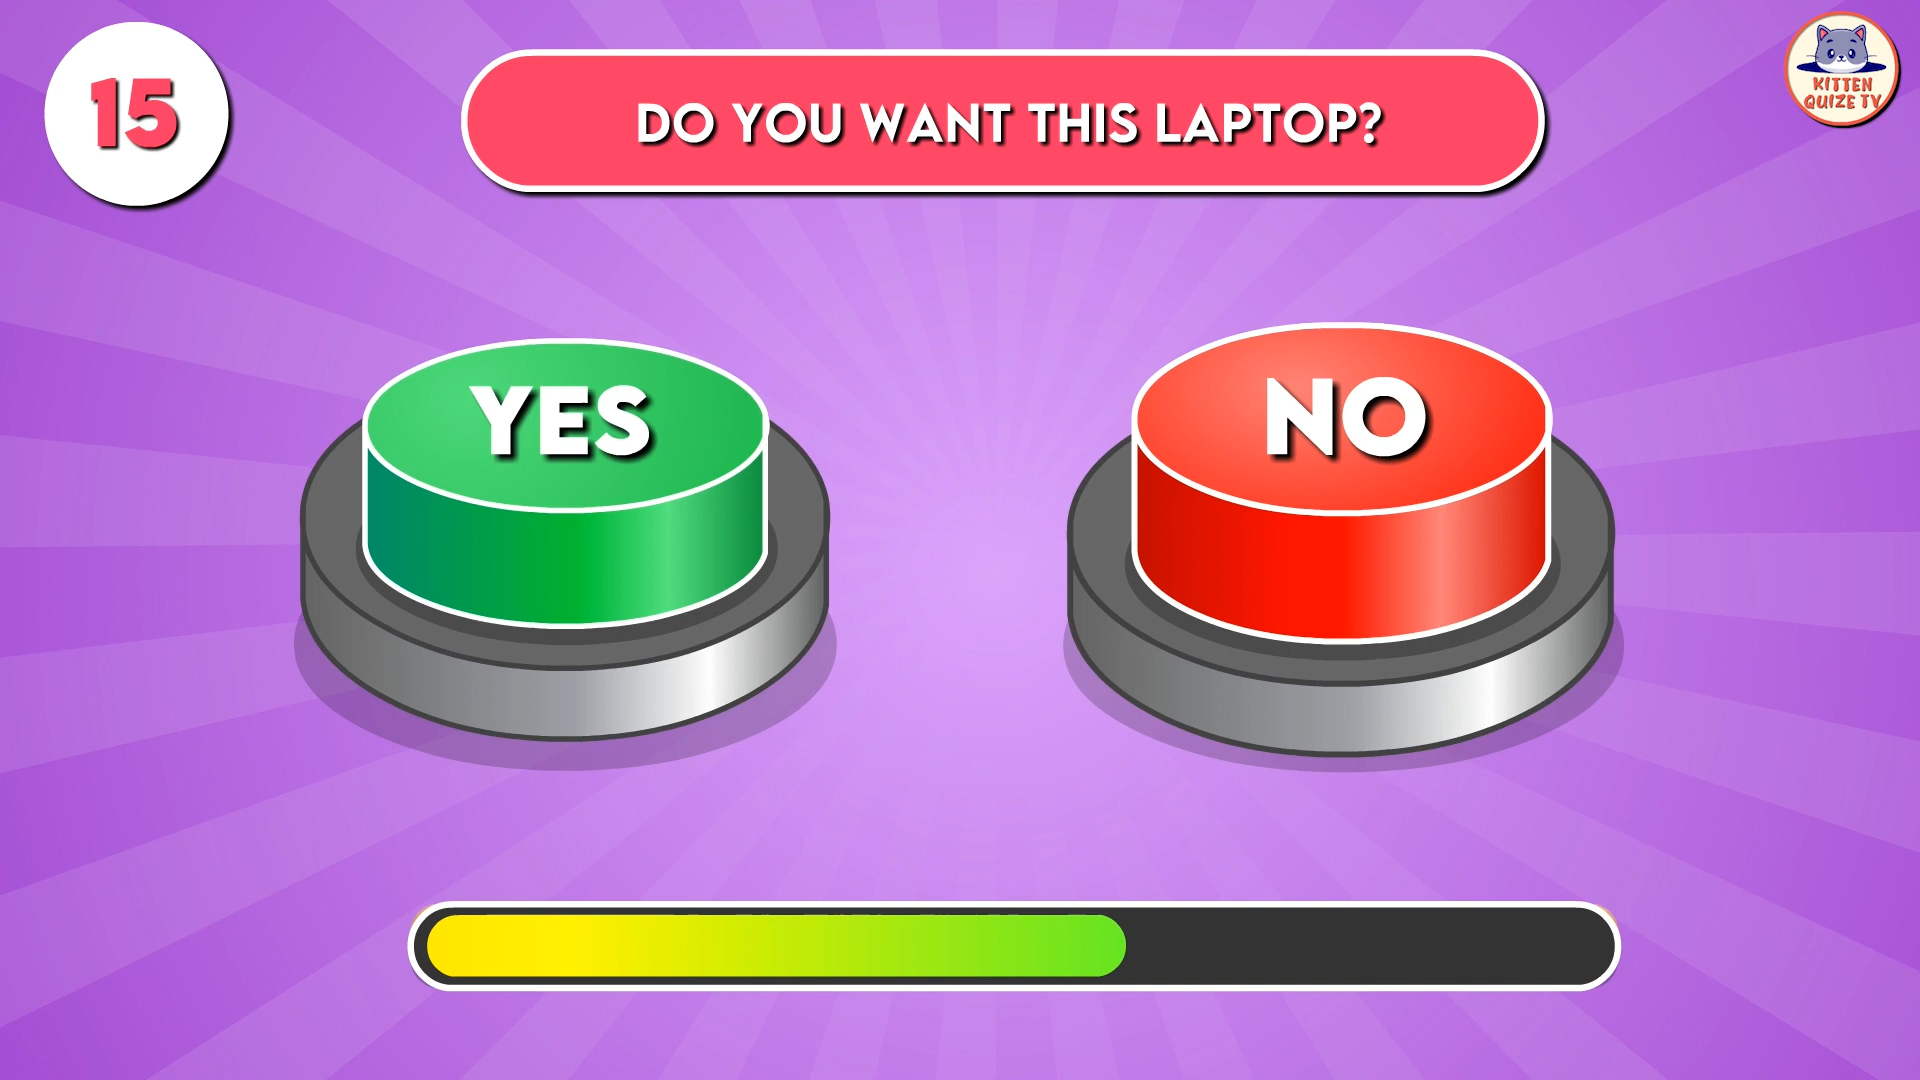 15
DO YOU WANT THIS LAPTOP?
KITTEN
QUIZE TV
YES
NO